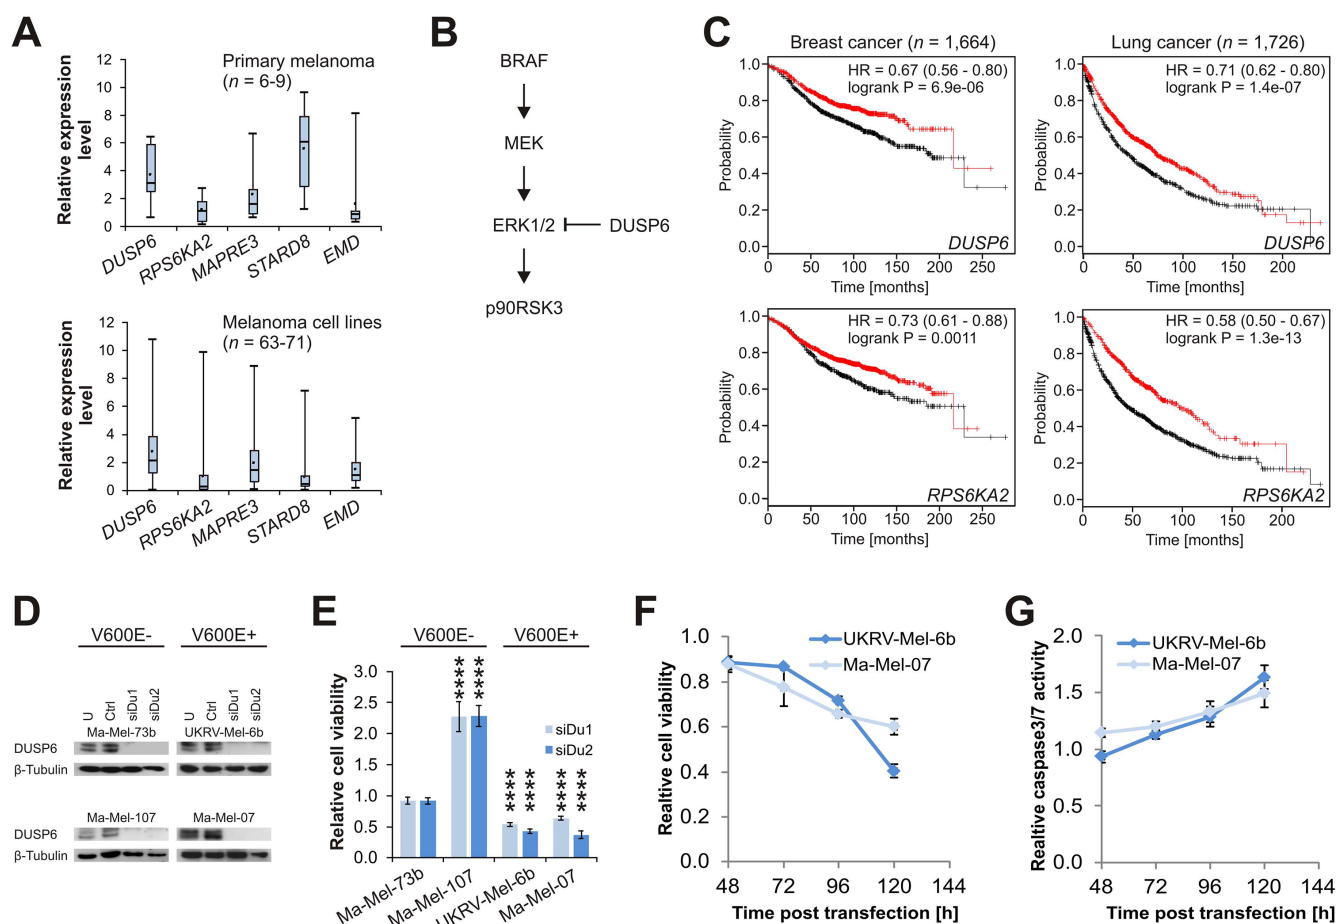 A
Primary melanoma
(n = 6-9)
Relative expression
level
12
10
8
6
4
2
0
DUSP6
RPS6KA2
MAPRE3
STARD8
EMD
Melanoma cell lines
(n = 63-71)
Relative expression
level
12
10
8
6
4
2
0
DUSP6
RPS6KA2
MAPRE3
STARD8
EMD
B
BRAF
MEK
ERK1/2
DUSP6
p90RSK3
C
Breast cancer (n = 1,664)
HR = 0.67 (0.56 - 0.80)
logrank P = 6.9e-06
Probability
1.0
0.8
0.6
0.4
0.2
0.0
DUSP6
0 50 100 150 200 250
Time [months]
Lung cancer (n = 1,726)
HR = 0.71 (0.62 - 0.80)
logrank P = 1.4e-07
Probability
1.0
0.8
0.6
0.4
0.2
0.0
DUSP6
0 50 100 150 200
Time [months]
HR = 0.73 (0.61 - 0.88)
logrank P = 0.0011
Probability
1.0
0.8
0.6
0.4
0.2
0.0
RPS6KA2
0 50 100 150 200 250
Time [months]
HR = 0.58 (0.50 - 0.67)
logrank P = 1.3e-13
Probability
1.0
0.8
0.6
0.4
0.2
0.0
RPS6KA2
0 50 100 150 200
Time [months]
D
V600E- V600E+
U Ctrl siDu1 siDu2 U Ctrl siDu1 siDu2
Ma-Mel-73b UKRV-Mel-6b
DUSP6
β-Tubulin
Ma-Mel-107 Ma-Mel-07
DUSP6
β-Tubulin
E
V600E- V600E+
Relative cell viability
3.0
2.5
2.0
1.5
1.0
0.5
0.0
**** **** **** **** **** ****
siDu1
siDu2
Ma-Mel-73b
Ma-Mel-107
UKRV-Mel-6b
Ma-Mel-07
F
Realtive cell viability
1.0
0.8
0.6
0.4
0.2
0.0
UKRV-Mel-6b
Ma-Mel-07
48 72 96 120 144
Time post transfection [h]
G
Realtive caspase3/7 activity
2.0
1.5
1.0
0.5
0.0
UKRV-Mel-6b
Ma-Mel-07
48 72 96 120 144
Time post transfection [h]